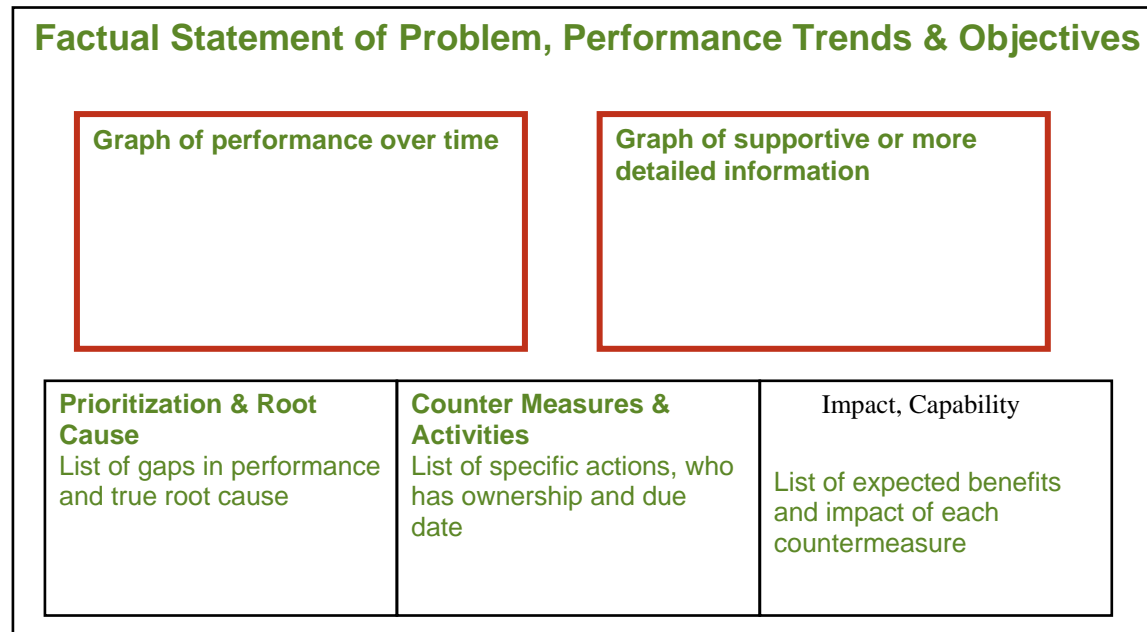 Factual Statement of Problem, Performance Trends & Objectives
Graph of performance over time
Graph of supportive or more
detailed information
Prioritization & Root
Cause
List of gaps in performance
and true root cause
Counter Measures &
Activities
List of specific actions, who
has ownership and due
date
Impact, Capability
List of expected benefits
and impact of each
countermeasure